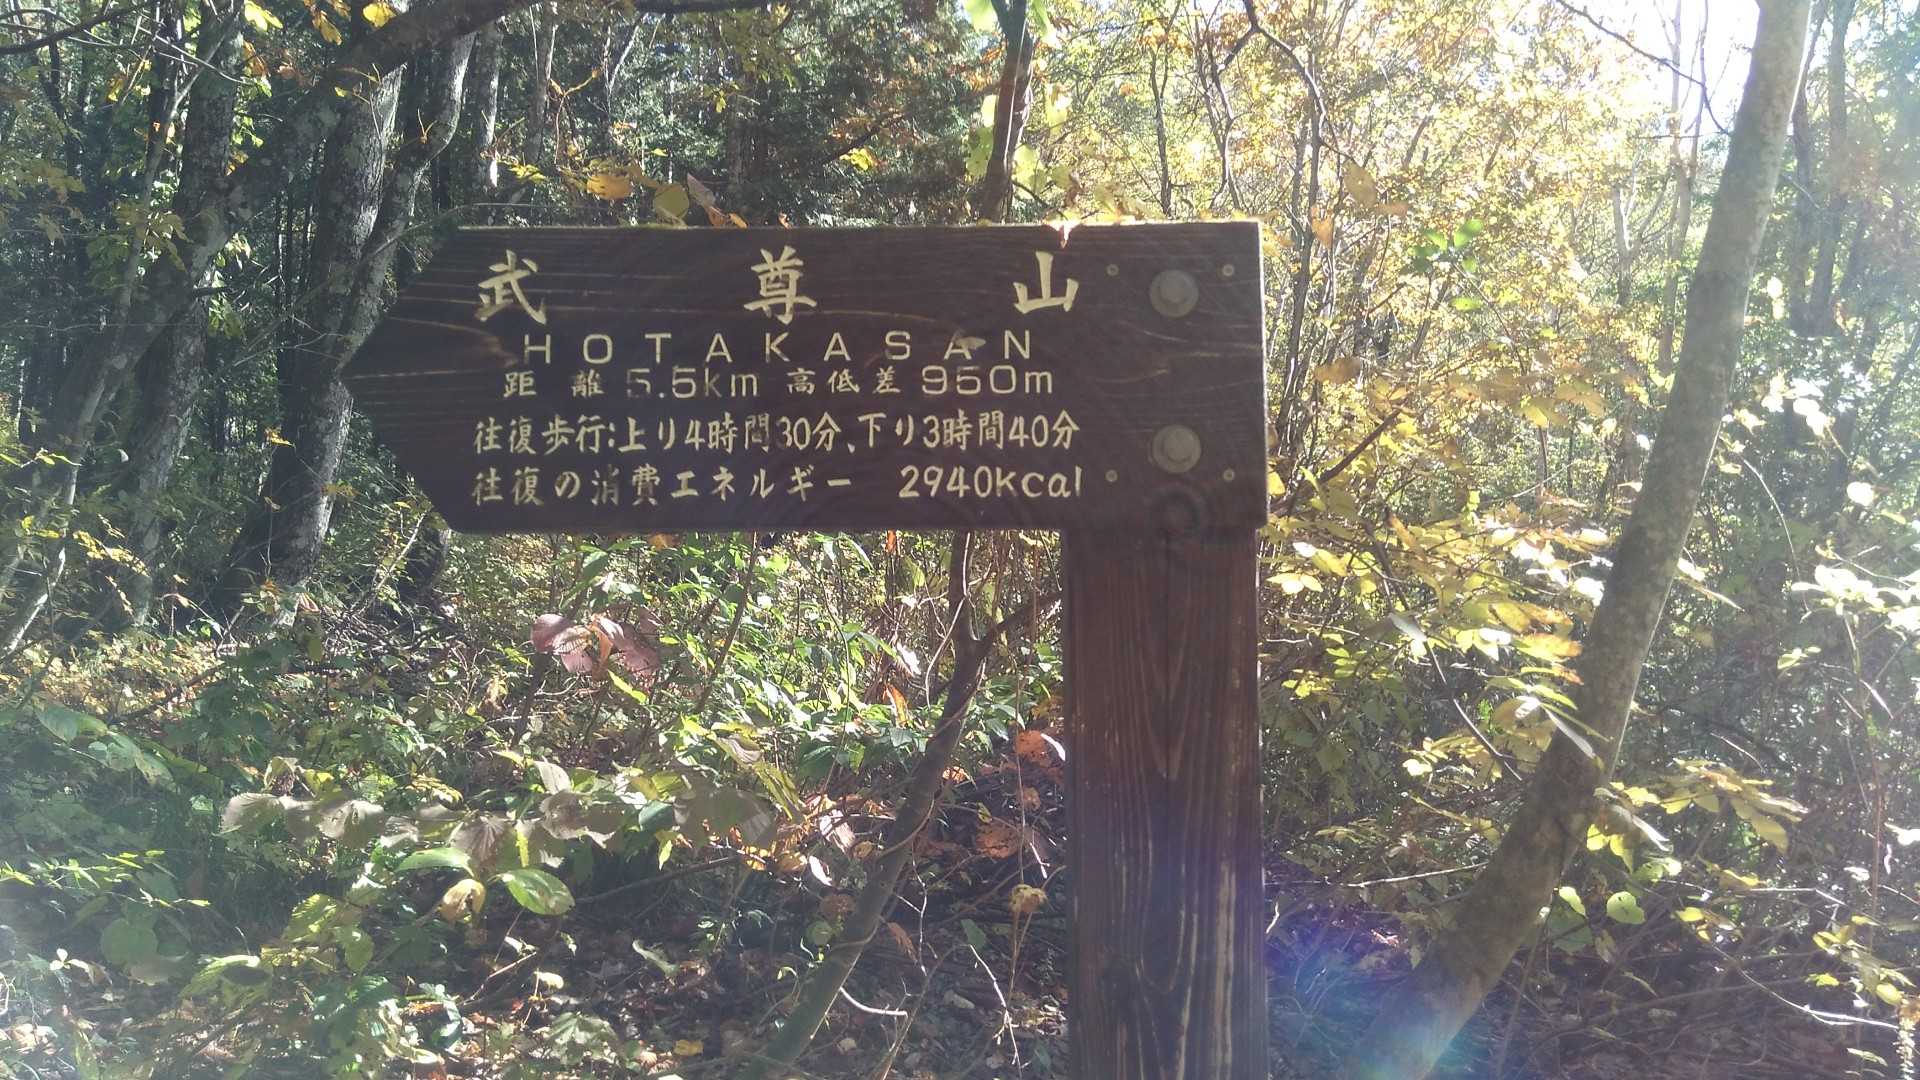 武尊山
HOTAKASAN
距離 5.5km 高低差 950m
往復歩行:上り4時間30分、下り3時間40分
往復の消費エネルギー 2940kcal